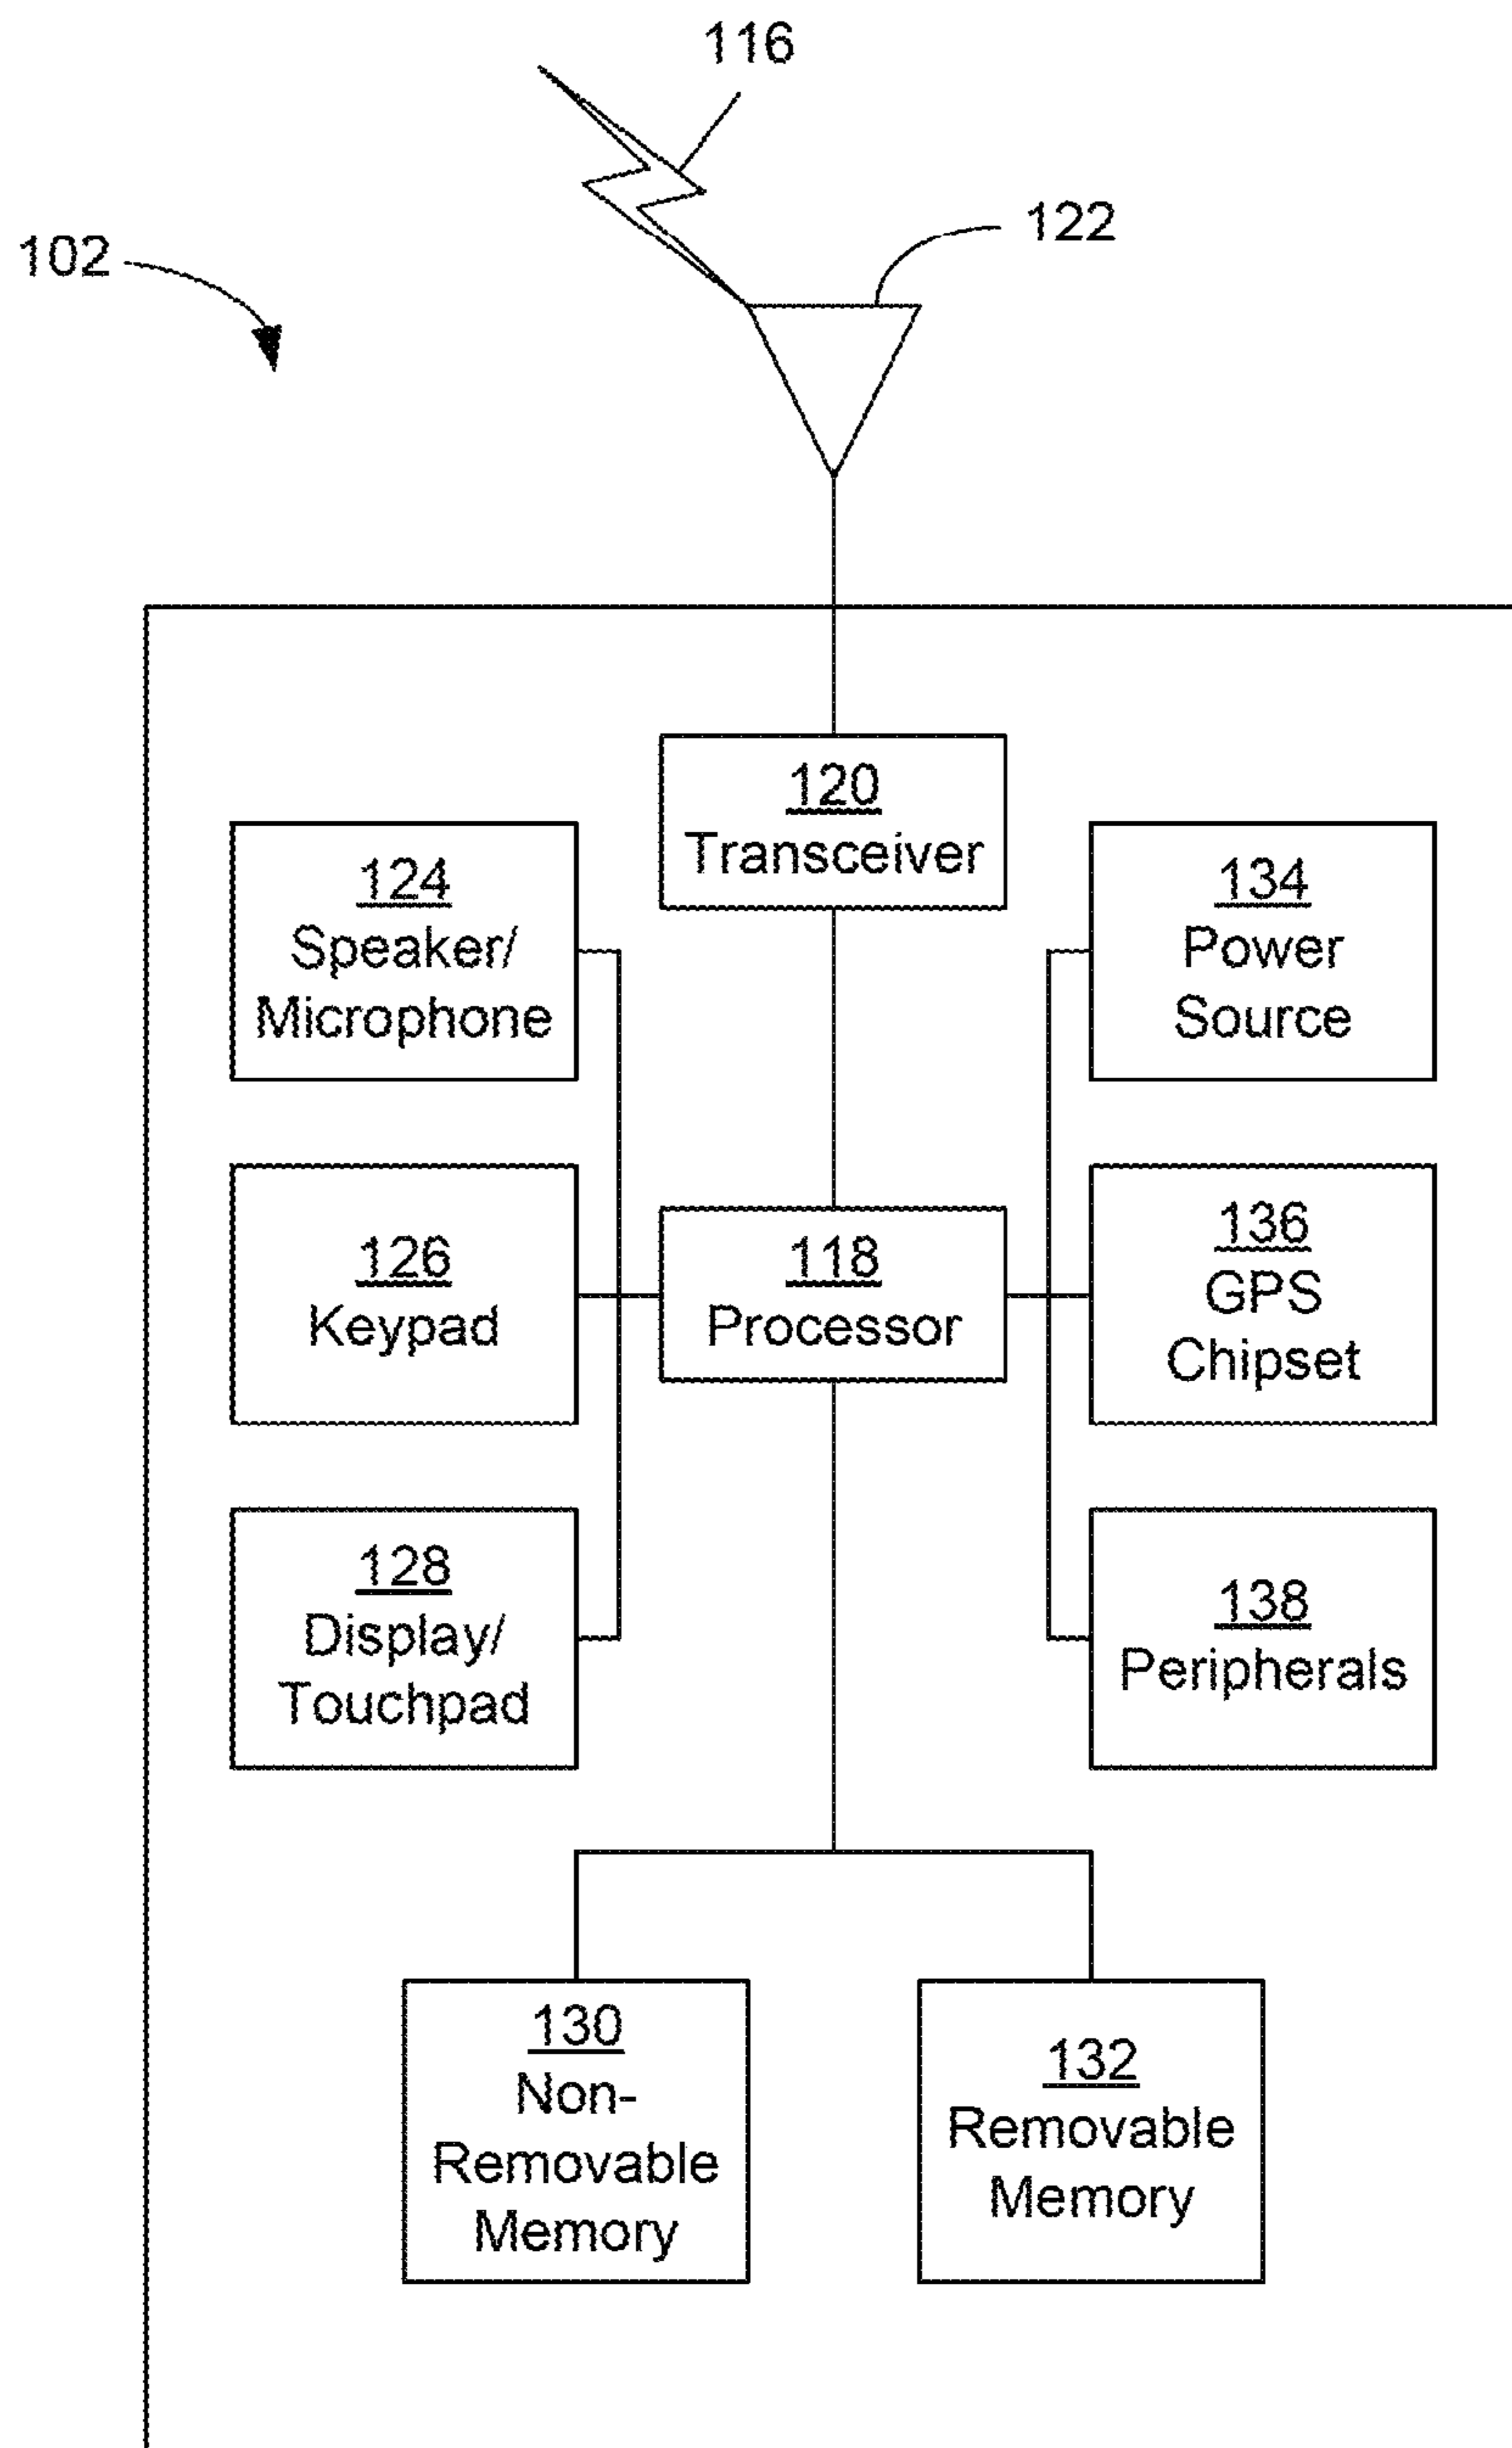 116
122
102
120
Transceiver
124
Speaker/
Microphone
134
Power
Source
126
Keypad
118
Processor
136
GPS
Chipset
128
Display/
Touchpad
138
Peripherals
130
Non-
Removable
Memory
132
Removable
Memory